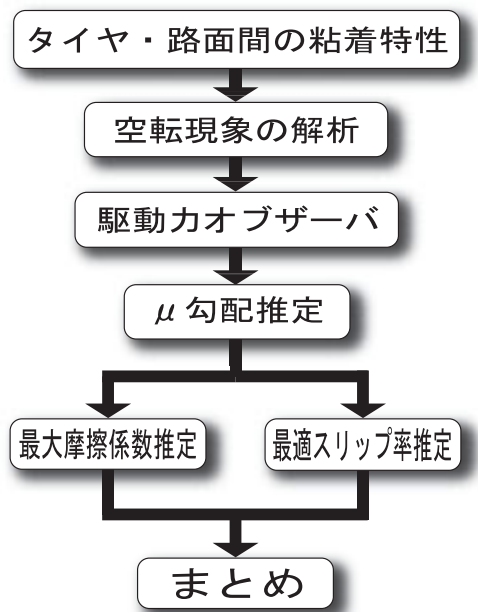 タイヤ・路面間の粘着特性
空転現象の解析
駆動力オブザーバ
μ勾配推定
最大摩擦係数推定
最適スリップ率推定
まとめ